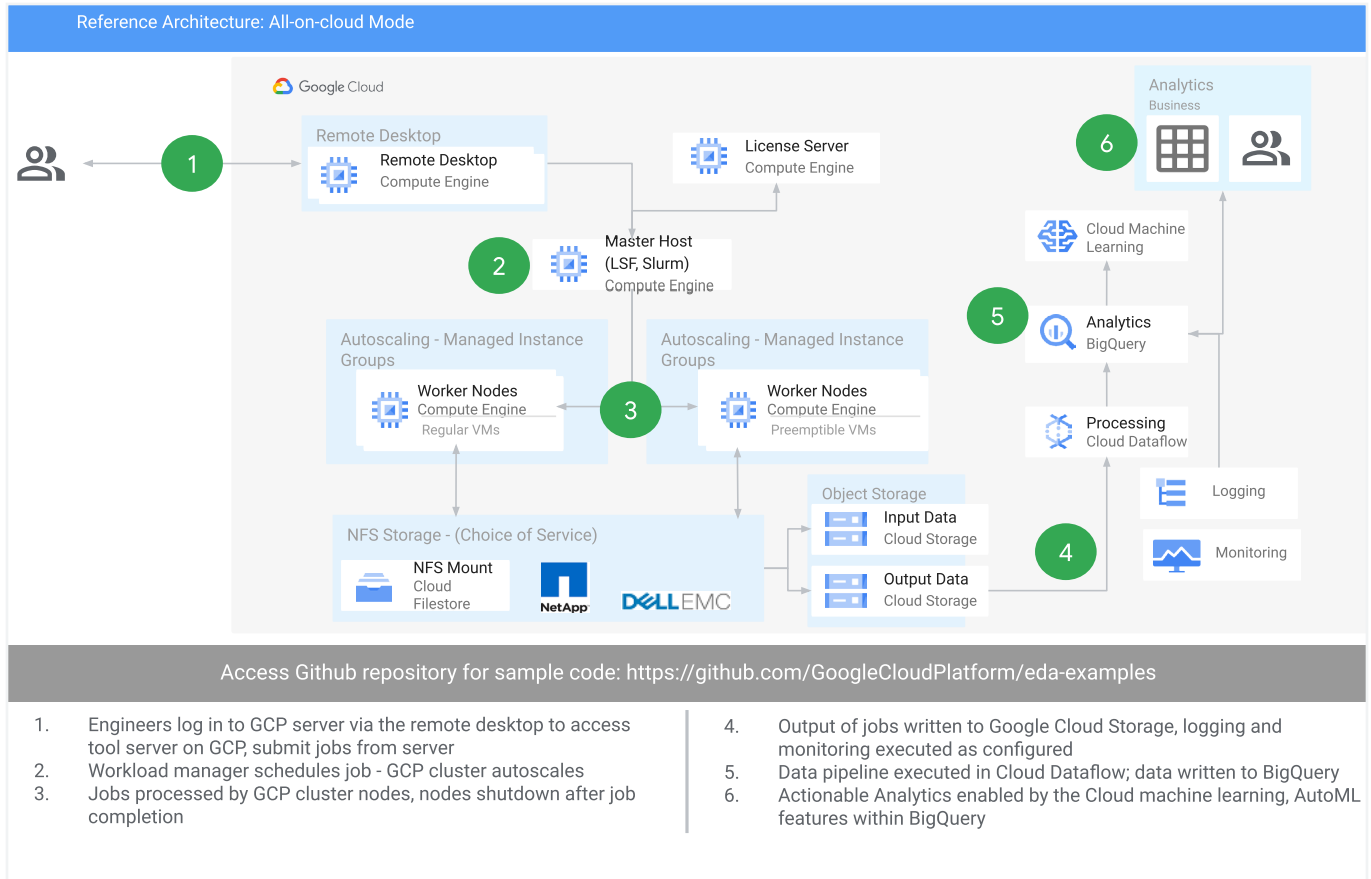 Reference Architecture: All-on-cloud Mode
Google Cloud
Remote Desktop
Remote Desktop
Compute Engine
1
License Server
Compute Engine
Analytics
Business
6
2
Master Host
(LSF, Slurm)
Compute Engine
Cloud Machine
Learning
5
Analytics
BigQuery
Autoscaling - Managed Instance
Groups
Worker Nodes
Compute Engine
Regular VMs
3
Autoscaling - Managed Instance
Groups
Worker Nodes
Compute Engine
Preemptible VMs
Processing
Cloud Dataflow
Logging
Monitoring
NFS Storage - (Choice of Service)
NFS Mount
Cloud
Filestore
NetApp
DELL EMC
Object Storage
Input Data
Cloud Storage
Output Data
Cloud Storage
4
Access Github repository for sample code: https://github.com/GoogleCloudPlatform/eda-examples
1. Engineers log in to GCP server via the remote desktop to access
tool server on GCP, submit jobs from server
2. Workload manager schedules job - GCP cluster autoscales
3. Jobs processed by GCP cluster nodes, nodes shutdown after job
completion
4. Output of jobs written to Google Cloud Storage, logging and
monitoring executed as configured
5. Data pipeline executed in Cloud Dataflow; data written to BigQuery
6. Actionable Analytics enabled by the Cloud machine learning, AutoML
features within BigQuery